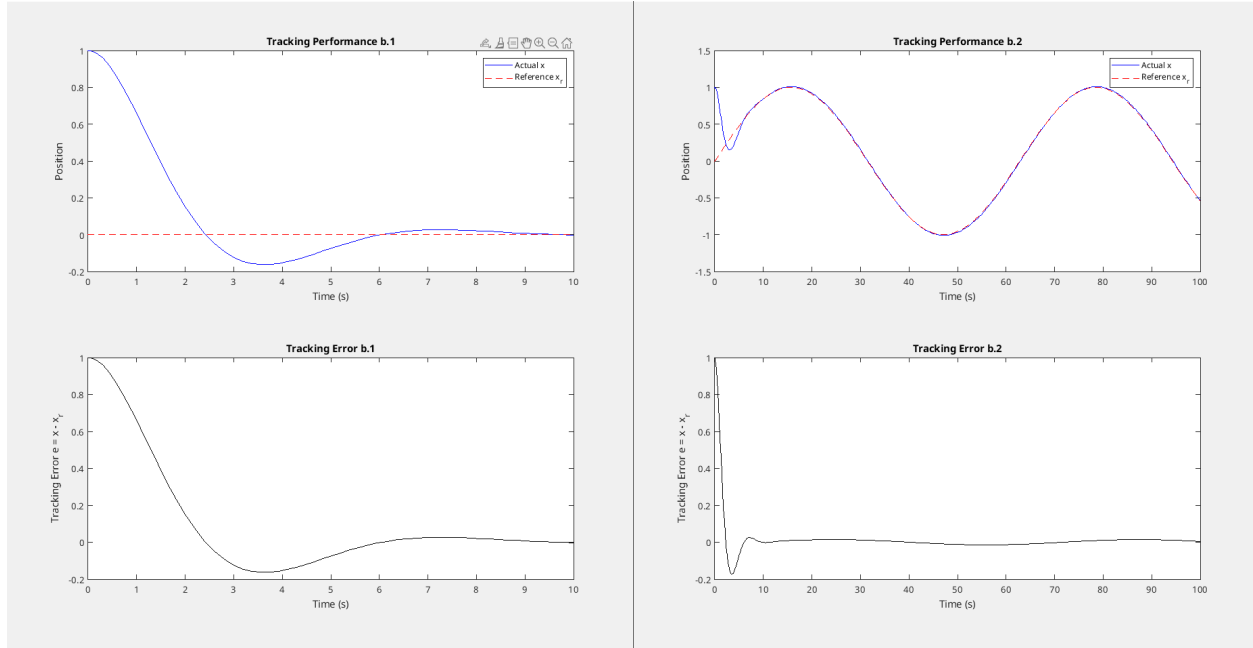 Tracking Performance b.1
1
0.8
0.6
0.4
0.2
0
-0.2
Position
0 1 2 3 4 5 6 7 8 9 10
Time (s)
Actual x
Reference x_r
Tracking Performance b.2
1.5
1
0.5
0
-0.5
-1
-1.5
Position
0 10 20 30 40 50 60 70 80 90 100
Time (s)
Actual x
Reference x_r
Tracking Error b.1
1
0.8
0.6
0.4
0.2
0
-0.2
Tracking Error e = x - x_r
0 1 2 3 4 5 6 7 8 9 10
Time (s)
Tracking Error b.2
1
0.8
0.6
0.4
0.2
0
-0.2
Tracking Error e = x - x_r
0 10 20 30 40 50 60 70 80 90 100
Time (s)